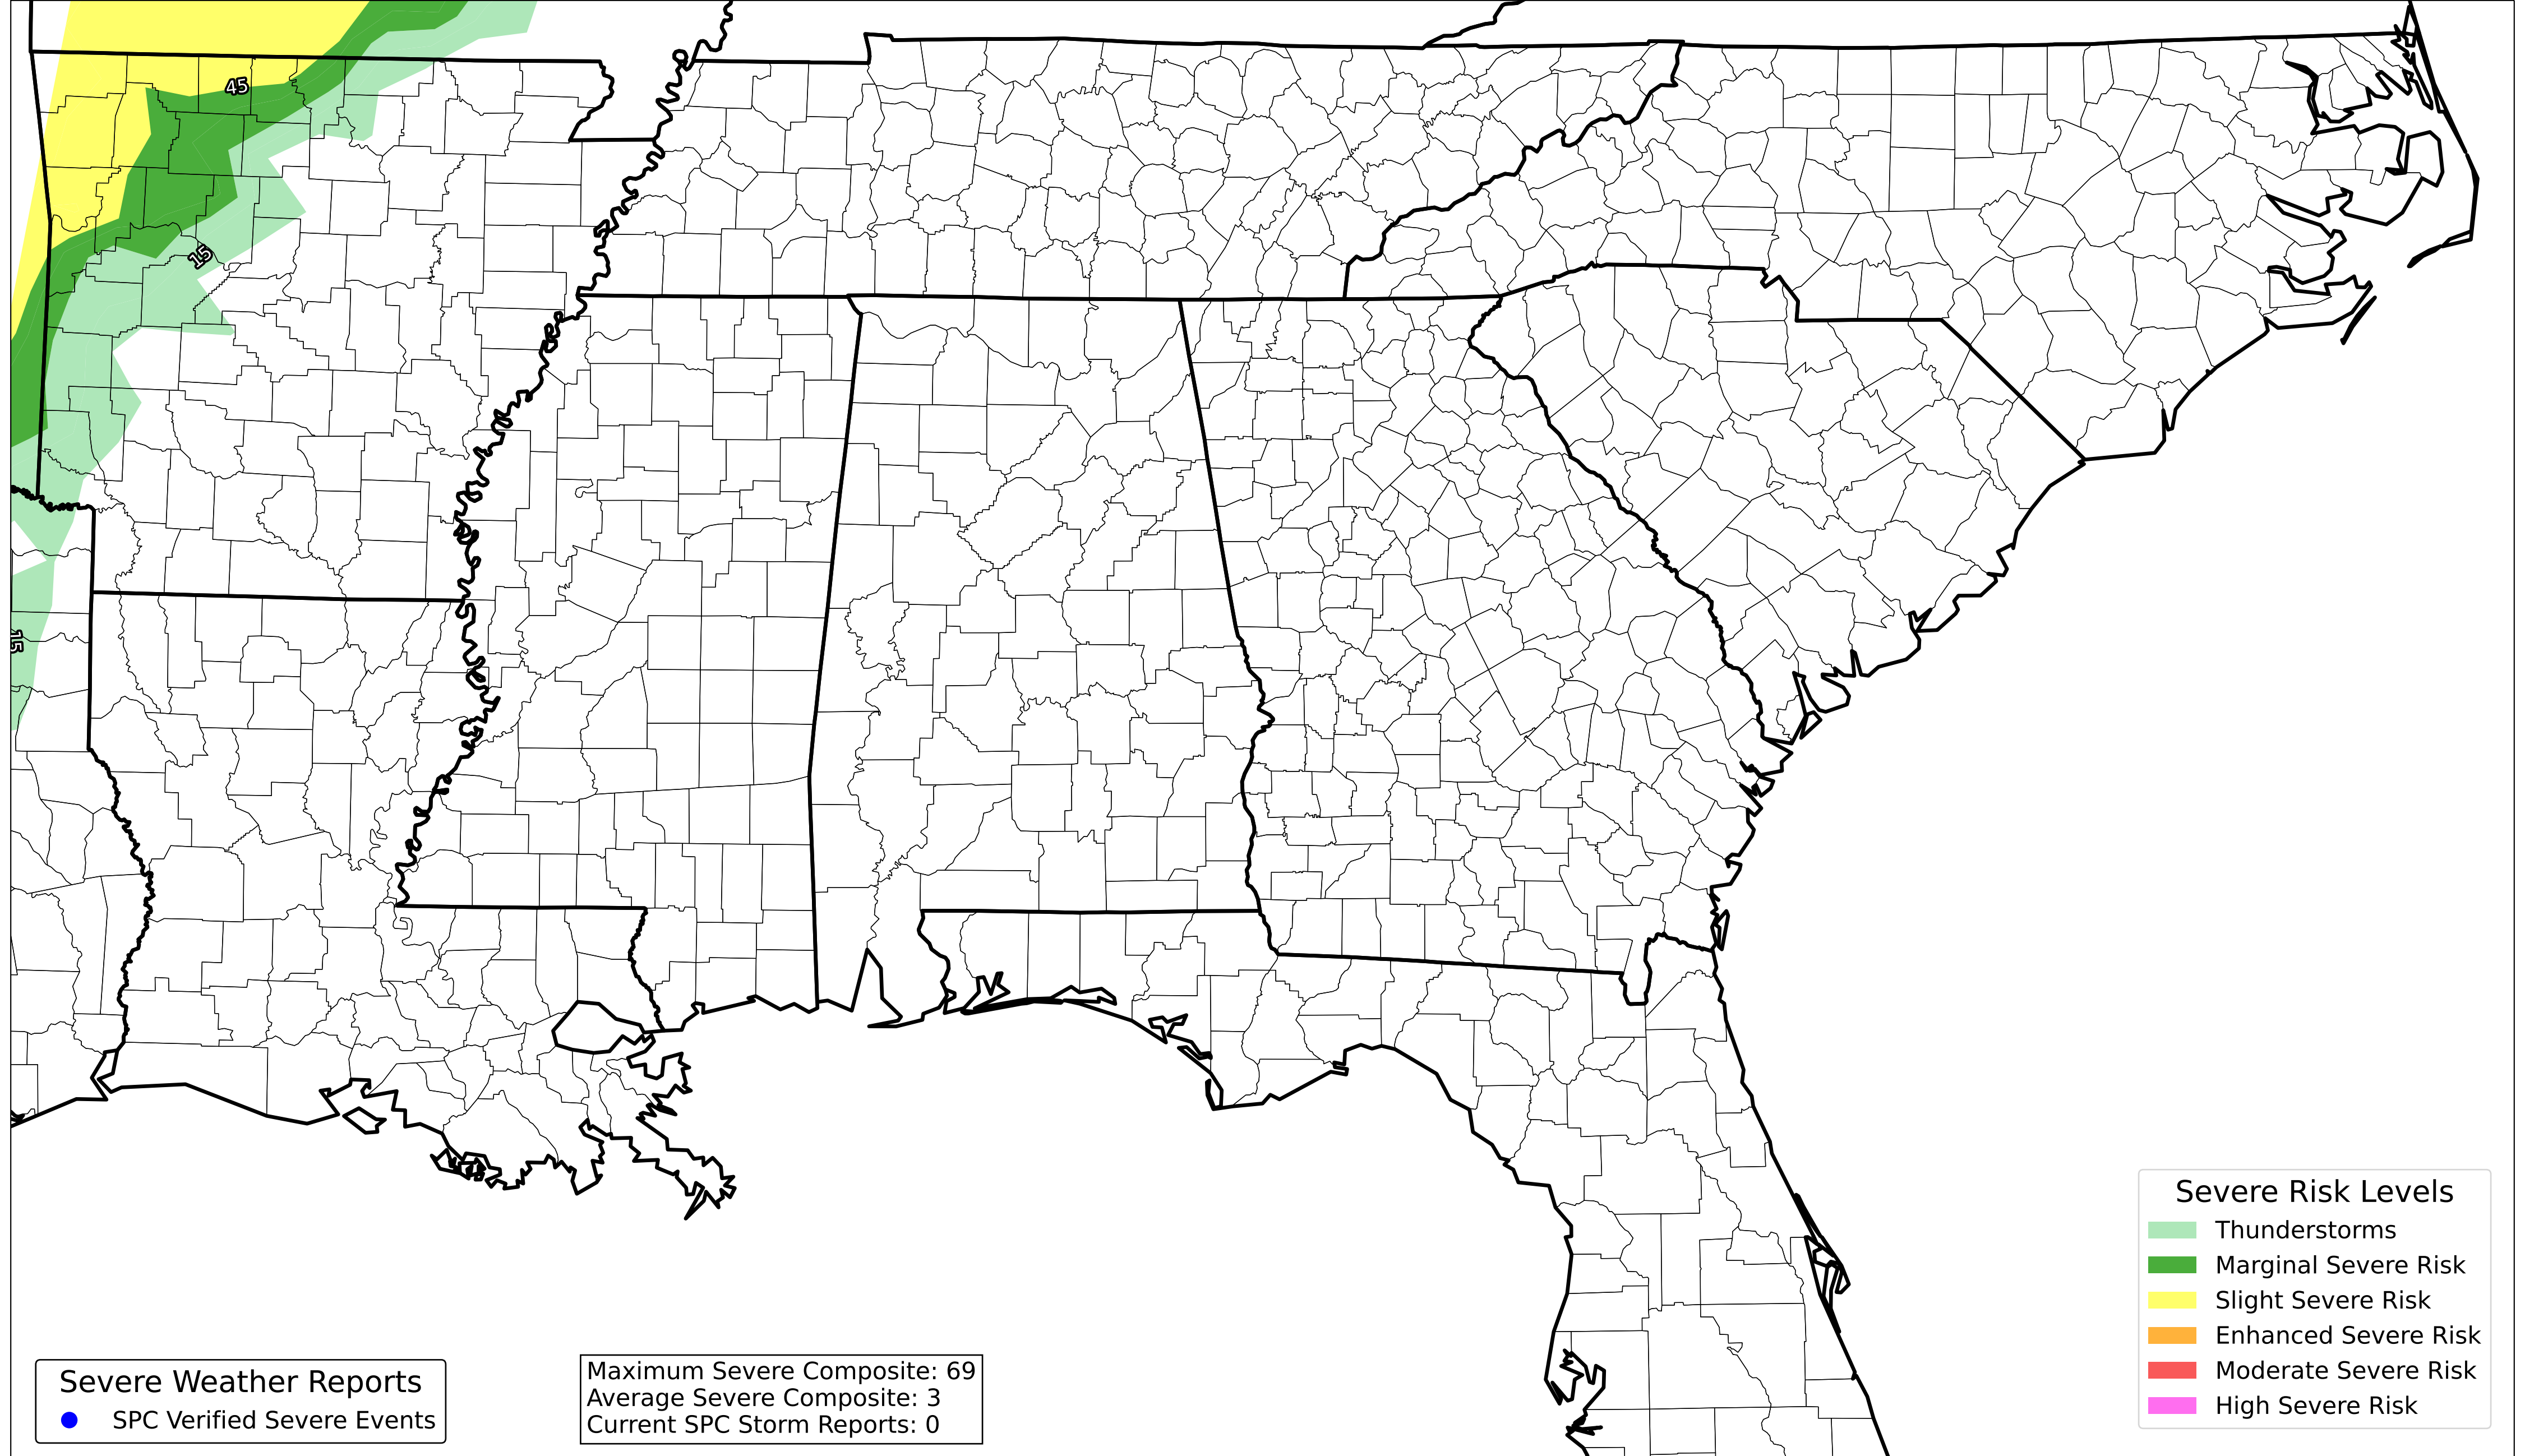 45
15
15
Severe Risk Levels
Thunderstorms
Marginal Severe Risk
Slight Severe Risk
Enhanced Severe Risk
Moderate Severe Risk
High Severe Risk
Severe Weather Reports
SPC Verified Severe Events
Maximum Severe Composite: 69
Average Severe Composite: 3
Current SPC Storm Reports: 0